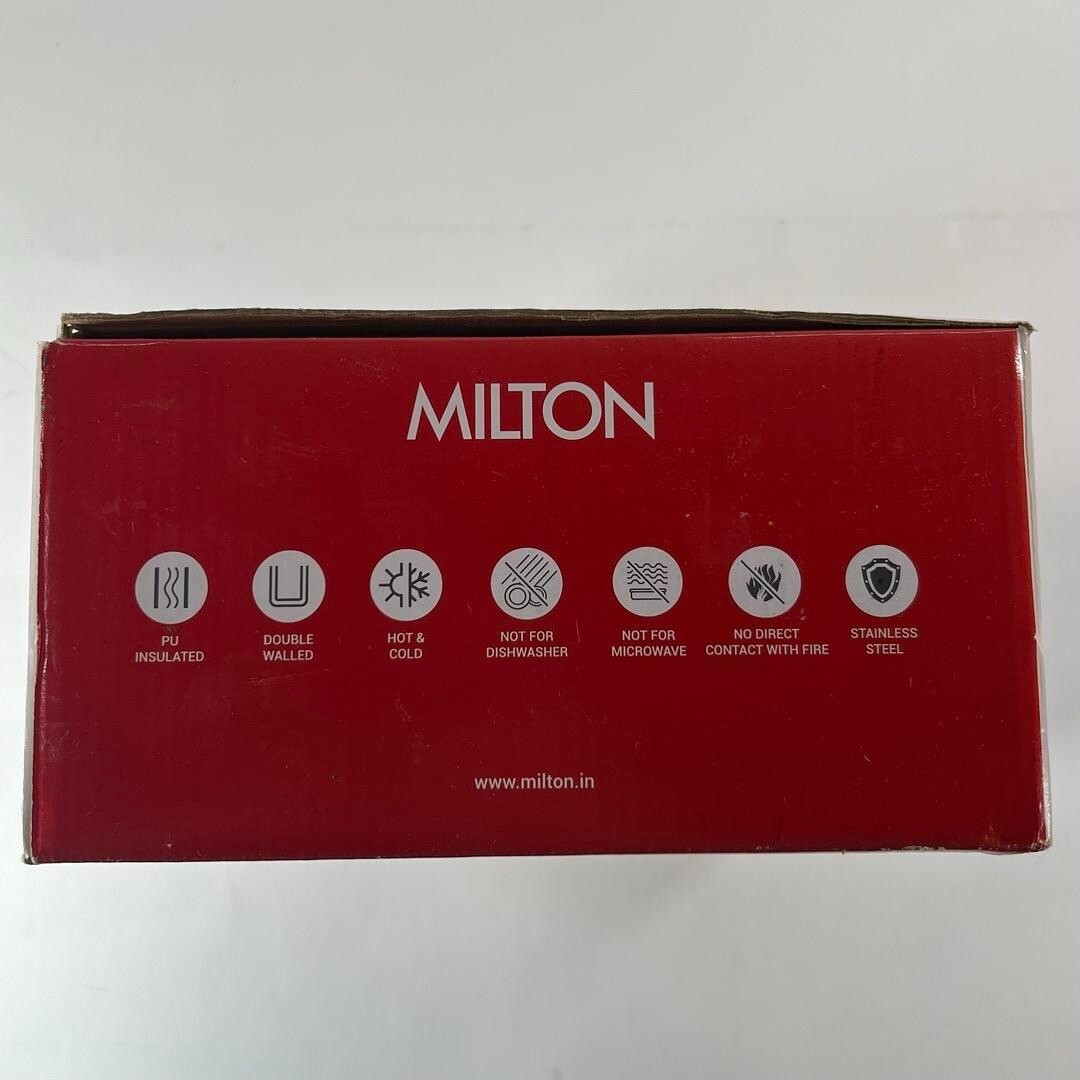 MILTON
PU
INSULATED
DOUBLE
WALLED
HOT &
COLD
NOT FOR
DISHWASHER
NOT FOR
MICROWAVE
NO DIRECT
CONTACT WITH FIRE
STAINLESS
STEEL
www.milton.in